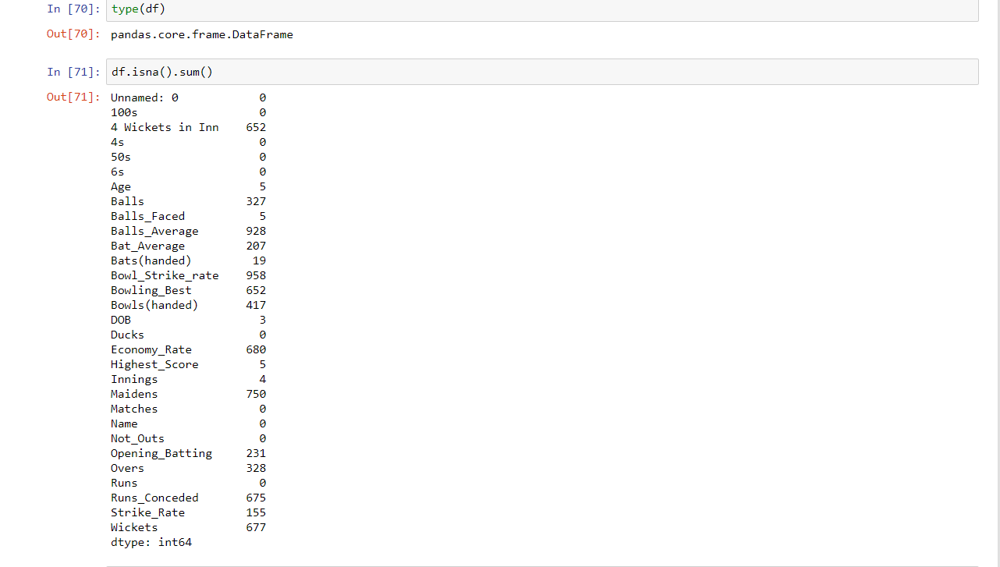 In [70]: type(df)
Out[70]: pandas.core.frame.DataFrame
In [71]: df.isna().sum()
Out[71]: Unnamed: 0 0
100s 0
4 Wickets in Inn 652
4s 0
50s 0
6s 0
Age 5
Balls 327
Balls_Faced 5
Balls_Average 928
Bat_Average 207
Bats(handed) 19
Bowl_Strike_rate 958
Bowling_Best 652
Bowls(handed) 417
DOB 3
Ducks 0
Economy_Rate 680
Highest_Score 5
Innings 4
Maidens 750
Matches 0
Name 0
Not_Outs 0
Opening_Batting 231
Overs 328
Runs 0
Runs_Conceded 675
Strike_Rate 155
Wickets 677
dtype: int64